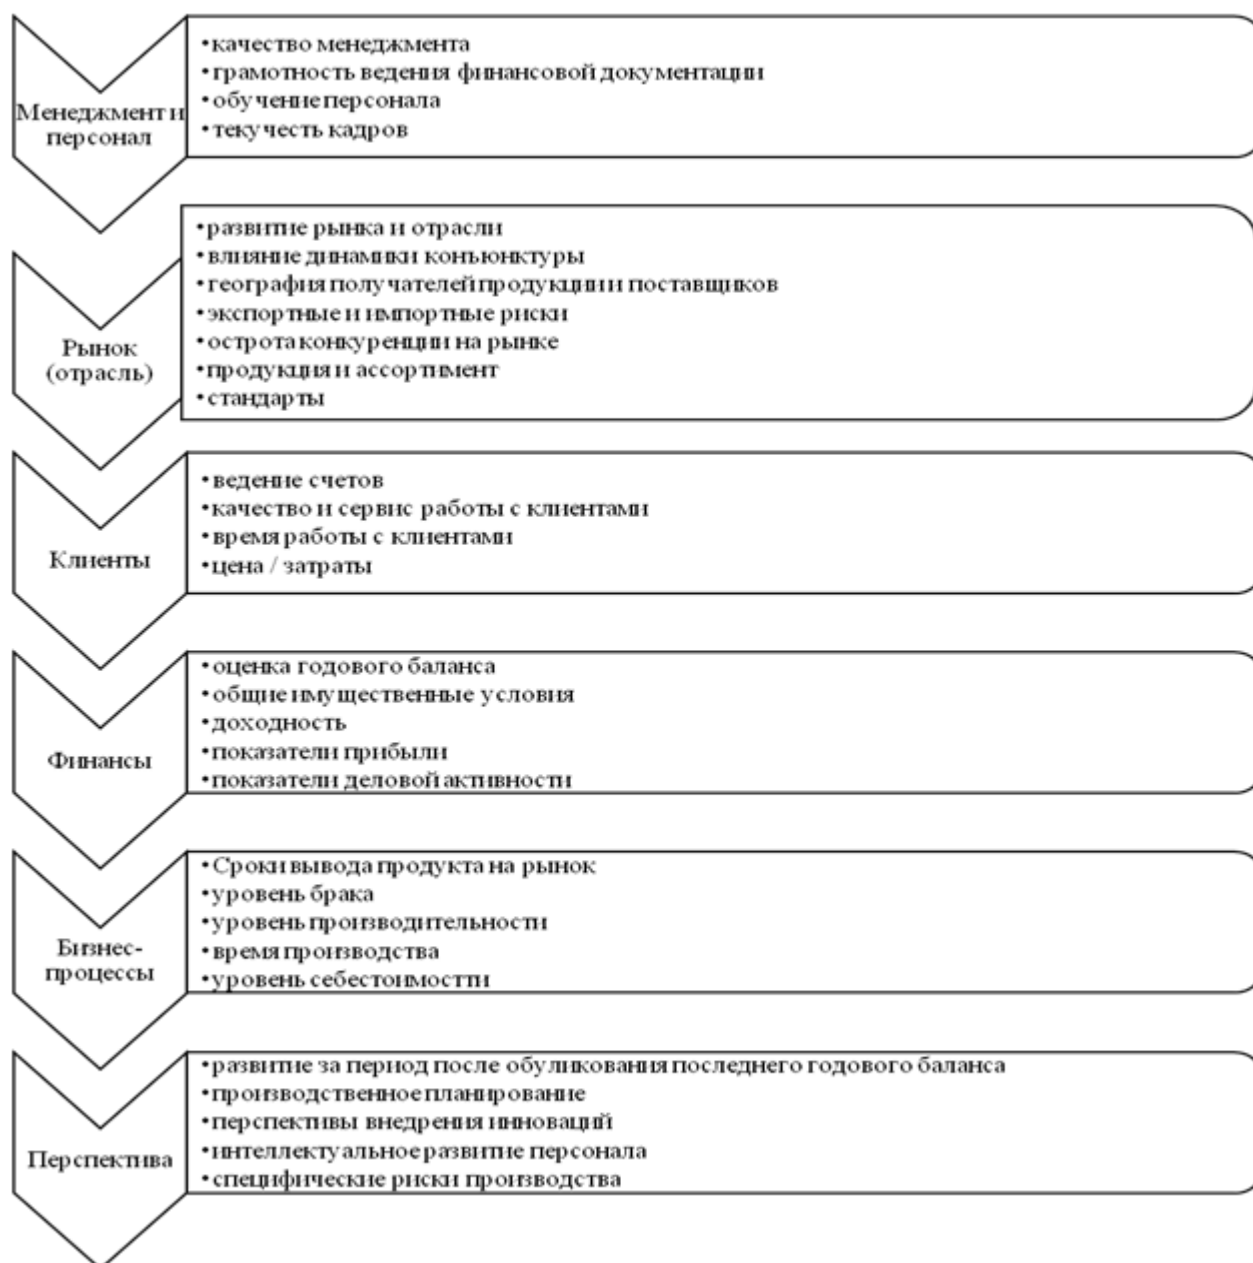 Менеджмент и
персонал
•качество менеджмента
•грамотность ведения финансовой документации
•обучение персонала
•текучесть кадров
Рынок
(отрасль)
•развитие рынка и отрасли
•влияние динамики конъюнктуры
•география получателей продукции и поставщиков
•экспортные и импортные риски
•острота конкуренции на рынке
•продукция и ассортимент
•стандарты
Клиенты
•ведение счетов
•качество и сервис работы с клиентами
•время работы с клиентами
•цена / затраты
Финансы
•оценка годового баланса
•общие имущественные условия
•доходность
•показатели прибыли
•показатели деловой активности
Бизнес-
процессы
•Сроки вывода продукта на рынок
•уровень брака
•уровень производительности
•время производства
•уровень себестоимостти
Перспектива
•развитие за период после обуликования последнего годового баланса
•производственное планирование
•перспективы внедрения инноваций
•интеллектуальное развитие персонала
•специфические риски производства